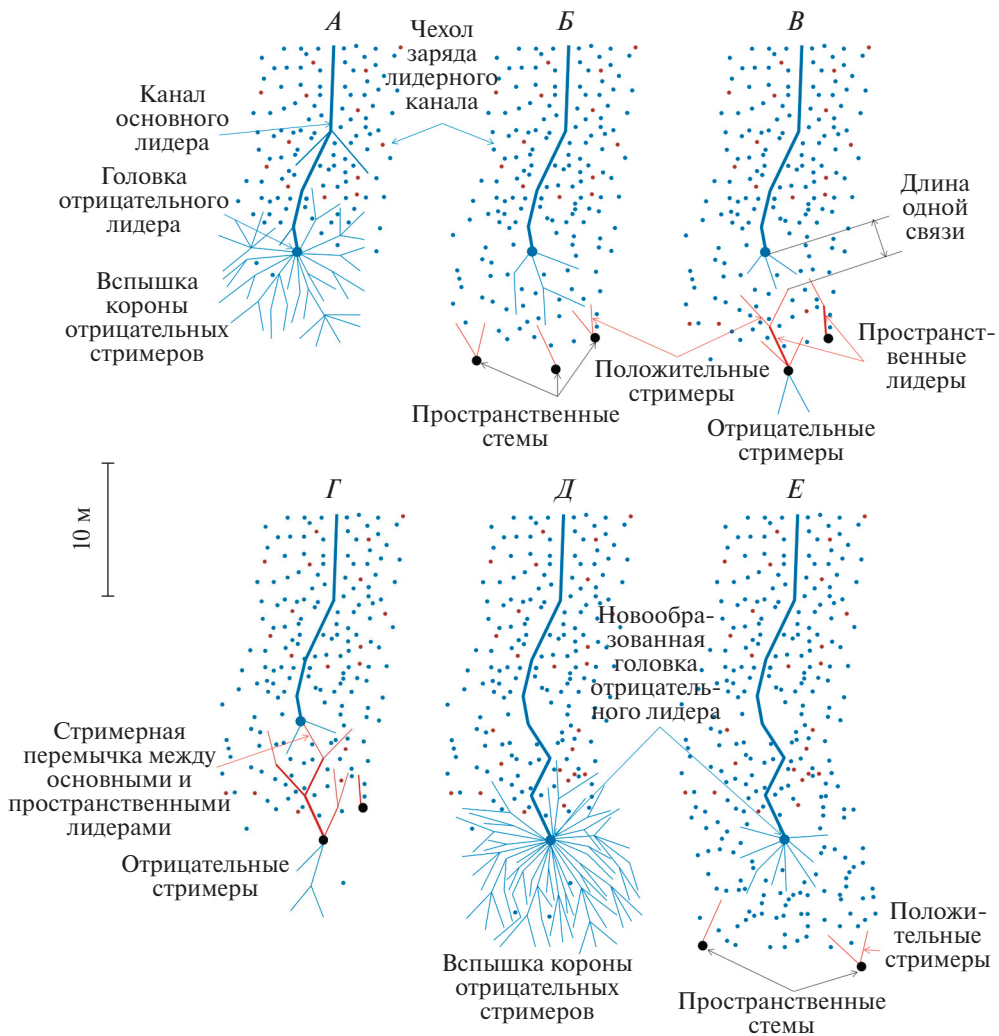 А
Б
В
Чехол
заряда
лидерного
канала
Канал
основного
лидера
Головка
отрицательного
лидера
Вспышка
короны
отрицательных
стримеров
Длина
одной
связи
Пространст-
венные
лидеры
Положительные
стримеры
Пространственные
стемы
Отрицательные
стримеры
10 м
Г
Д
Е
Новообра-
зованная
головка
отрицатель-
ного лидера
Стримерная
перемычка между
основными и
пространственными
лидерами
Отрицательные
стримеры
Вспышка короны
отрицательных
стримеров
Положи-
тельные
стримеры
Пространственные
стемы